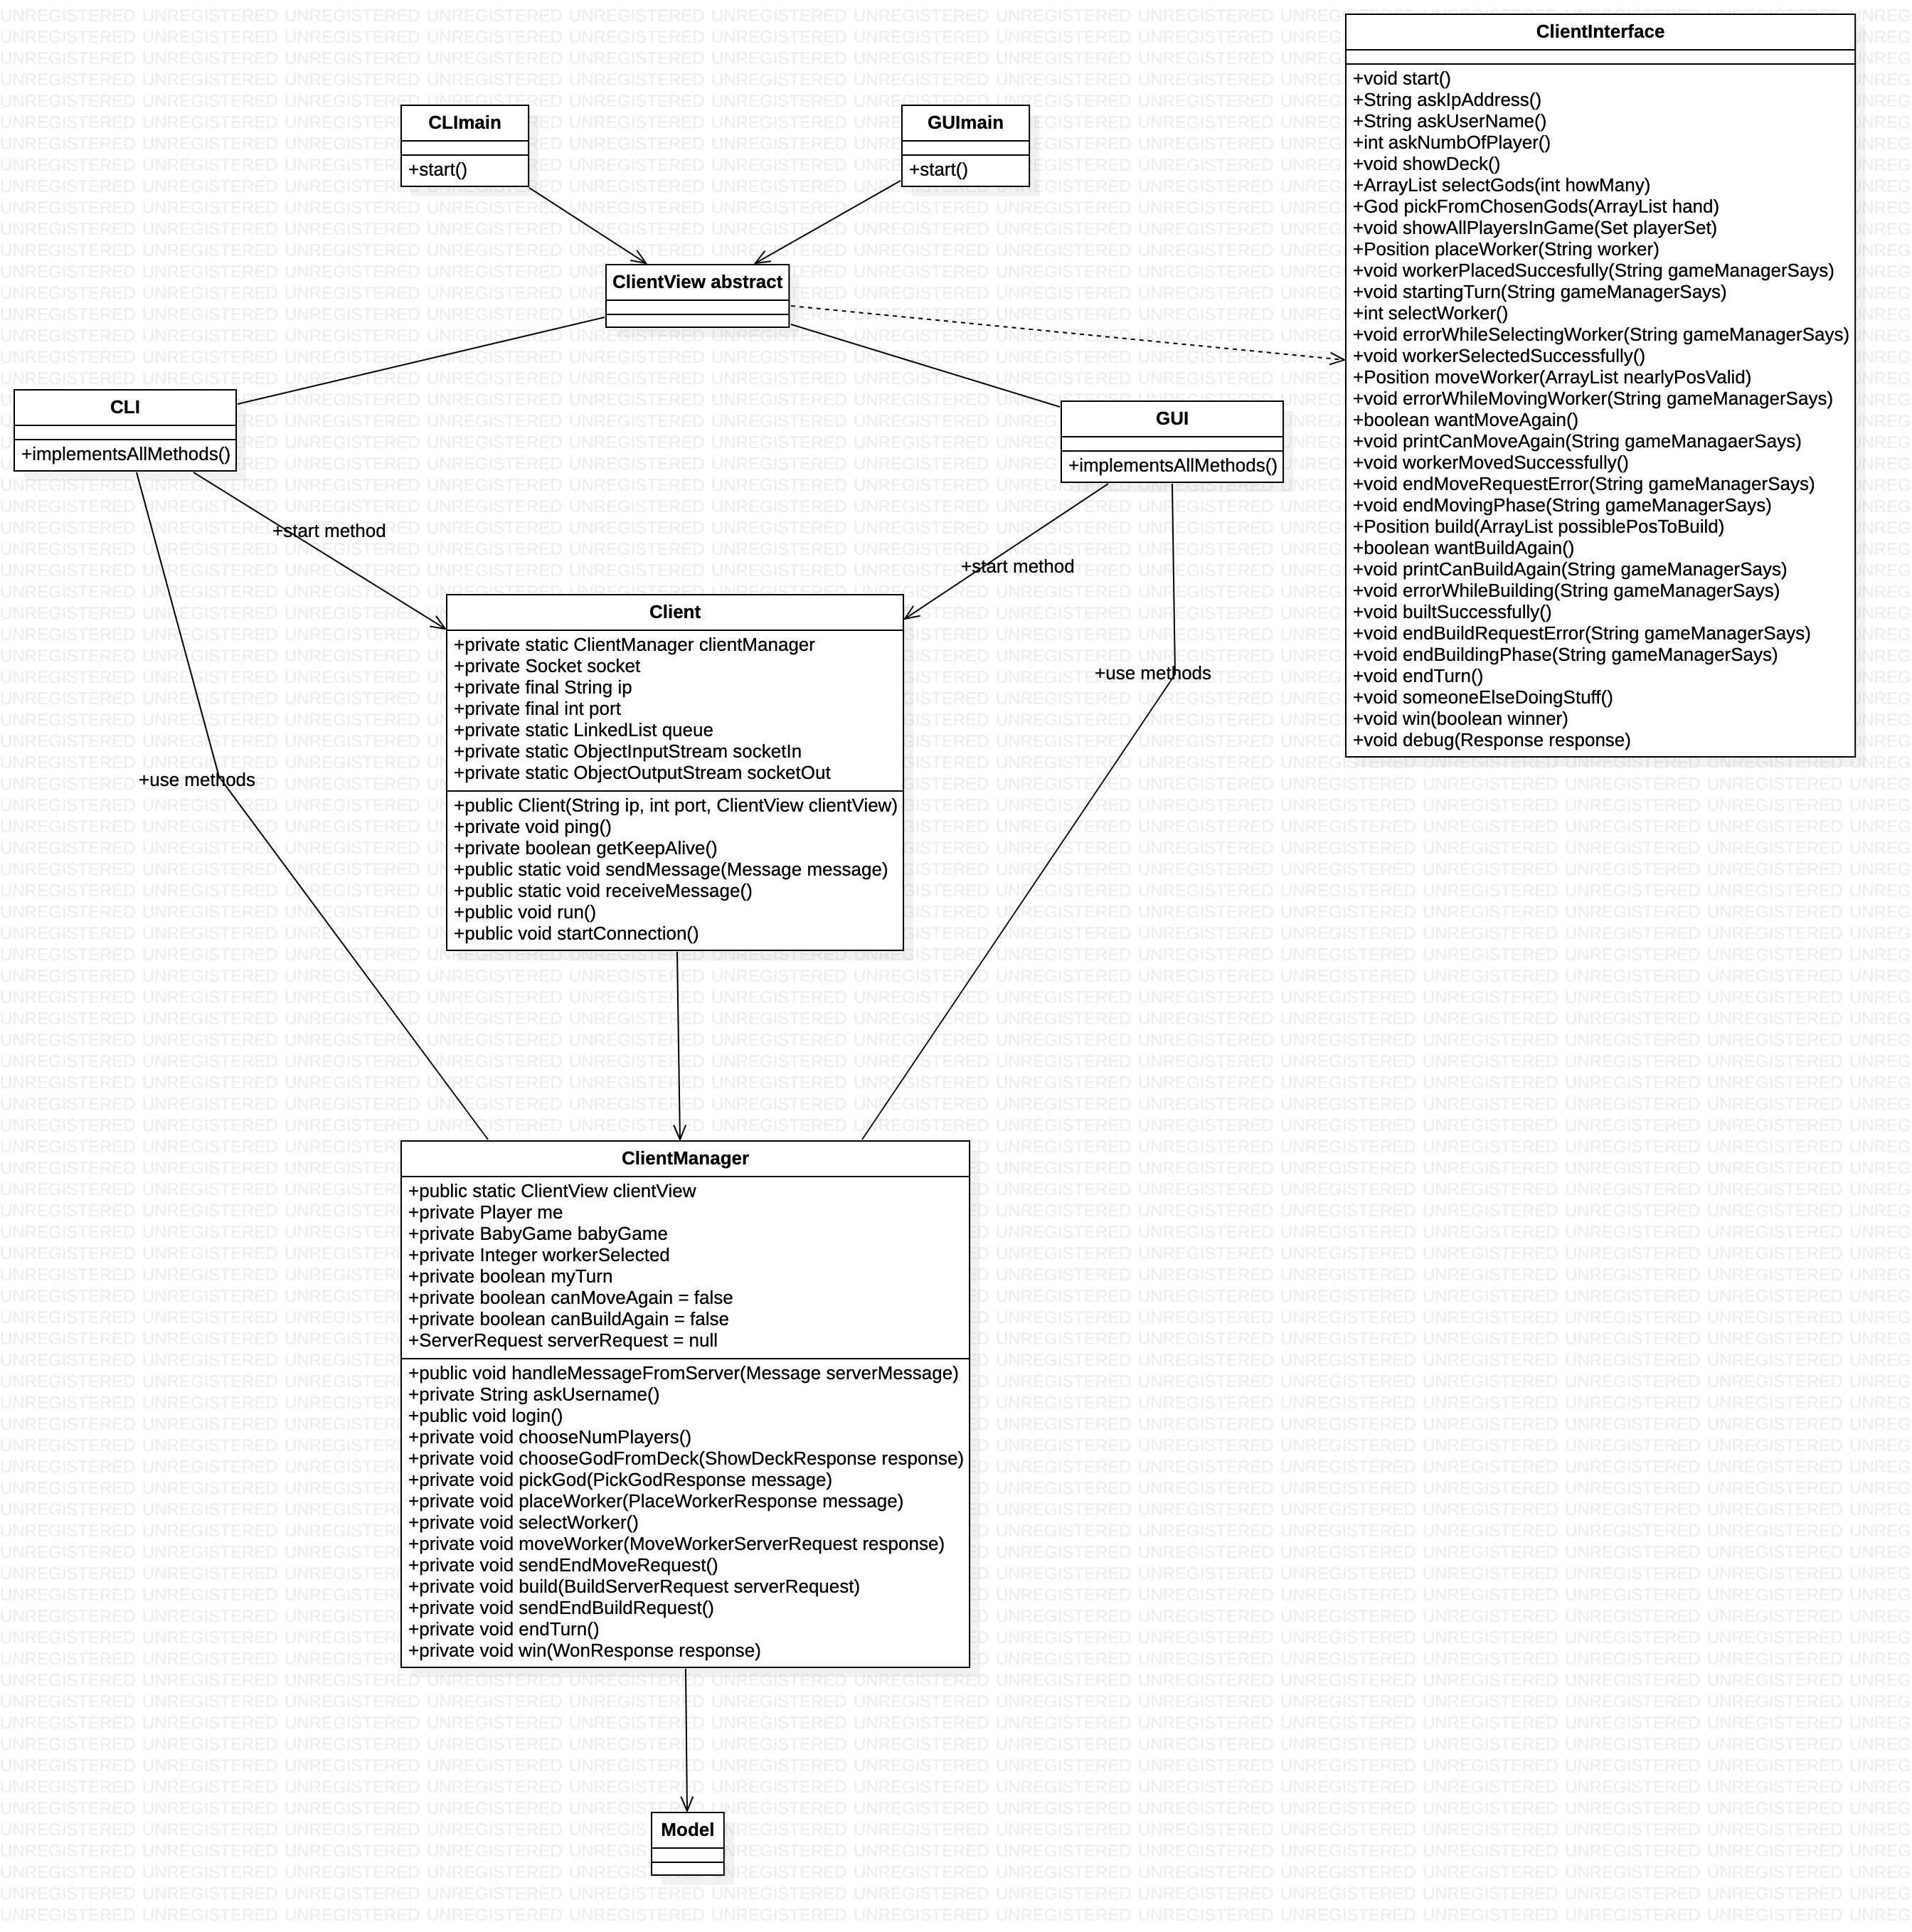 CLImain
+start()
GUImain
+start()
ClientInterface
+void start()
+String askIpAddress()
+String askUserName()
+int askNumbOfPlayer()
+void showDeck()
+ArrayList selectGods(int howMany)
+God pickFromChosenGods(ArrayList hand)
+void showAllPlayersInGame(Set playerSet)
+Position placeWorker(String worker)
+void workerPlacedSuccesfully(String gameManagerSays)
+void startingTurn(String gameManagerSays)
+int selectWorker()
+void errorWhileSelectingWorker(String gameManagerSays)
+void workerSelectedSuccessfully()
+Position moveWorker(ArrayList nearlyPosValid)
+void errorWhileMovingWorker(String gameManagerSays)
+boolean wantMoveAgain()
+void printCanMoveAgain(String gameManagaerSays)
+void workerMovedSuccessfully()
+void endMoveRequestError(String gameManagerSays)
+void endMovingPhase(String gameManagerSays)
+Position build(ArrayList possiblePosToBuild)
+boolean wantBuildAgain()
+void printCanBuildAgain(String gameManagerSays)
+void errorWhileBuilding(String gameManagerSays)
+void builtSuccessfully()
+void endBuildRequestError(String gameManagerSays)
+void endBuildingPhase(String gameManagerSays)
+void endTurn()
+void someoneElseDoingStuff()
+void win(boolean winner)
+void debug(Response response)
ClientView abstract
CLI
+implementsAllMethods()
GUI
+implementsAllMethods()
+start method
+start method
+use methods
+use methods
Client
+private static ClientManager clientManager
+private Socket socket
+private final String ip
+private final int port
+private static LinkedList queue
+private static ObjectInputStream socketIn
+private static ObjectOutputStream socketOut
+public Client(String ip, int port, ClientView clientView)
+private void ping()
+private boolean getKeepAlive()
+public static void sendMessage(Message message)
+public static void receiveMessage()
+public void run()
+public void startConnection()
ClientManager
+public static ClientView clientView
+private Player me
+private BabyGame babyGame
+private Integer workerSelected
+private boolean myTurn
+private boolean canMoveAgain = false
+private boolean canBuildAgain = false
+ServerRequest serverRequest = null
+public void handleMessageFromServer(Message serverMessage)
+private String askUsername()
+public void login()
+private void chooseNumPlayers()
+private void chooseGodFromDeck(ShowDeckResponse response)
+private void pickGod(PickGodResponse message)
+private void placeWorker(PlaceWorkerResponse message)
+private void selectWorker()
+private void moveWorker(MoveWorkerServerRequest response)
+private void sendEndMoveRequest()
+private void build(BuildServerRequest serverRequest)
+private void sendEndBuildRequest()
+private void endTurn()
+private void win(WonResponse response)
Model
UNREGISTERED